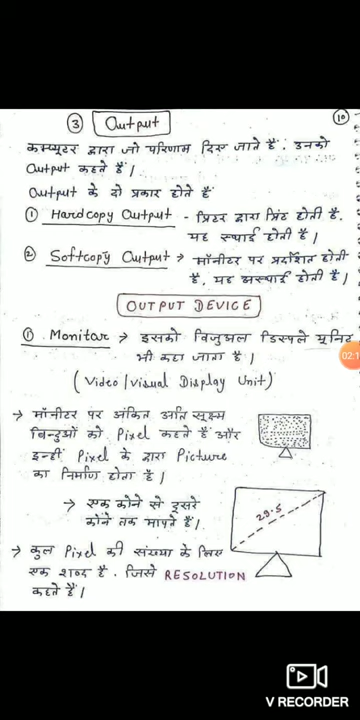 ③ Output
⑩
कम्प्यूटर द्वारा जो परिणाम दिए जाते हैं. उनको
Output कहते हैं।
Output के दो प्रकार होते हैं
① Hardcopy Output - प्रिंटर द्वारा प्रिंट होती है.
यह स्थाई होती है।
② Softcopy Output → मॉनीटर पर प्रदर्शित होती
है, यह अस्थाई होती है।
OUTPUT DEVICE
① Monitor → इसको विजुअल डिस्प्ले यूनिट
भी कहा जाता है।
02:1
(Video/Visual Display Unit)
→ मॉनीटर पर अंकित अति सूक्ष्म
बिन्दुओं को Pixel कहते हैं और
इन्हीं Pixel के द्वारा Picture
का निर्माण होता है।
→ एक कोने से दूसरे
कोने तक मापते हैं।
29.5
→ कुल Pixel की संख्या के लिए
एक शब्द है. जिसे RESOLUTION
कहते हैं।
V RECORDER